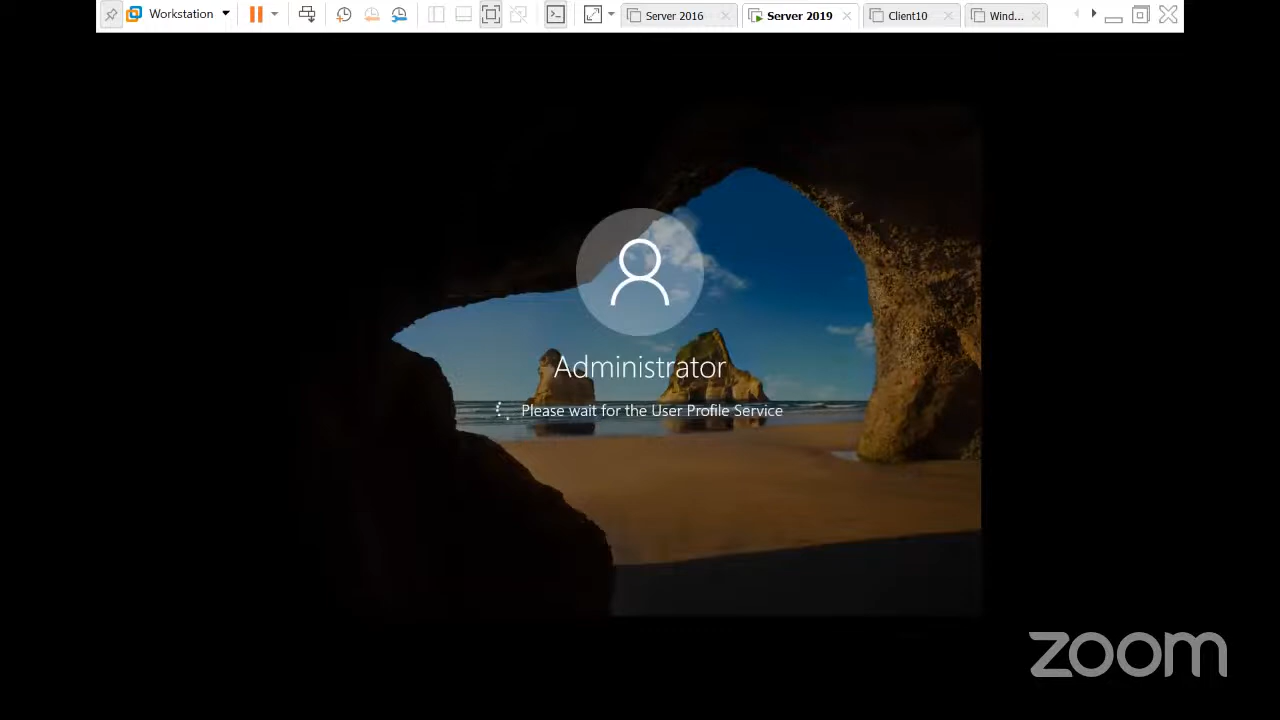 Workstation
Server 2016
Server 2019
Client10
Wind...
Administrator
Please wait for the User Profile Service
zoom